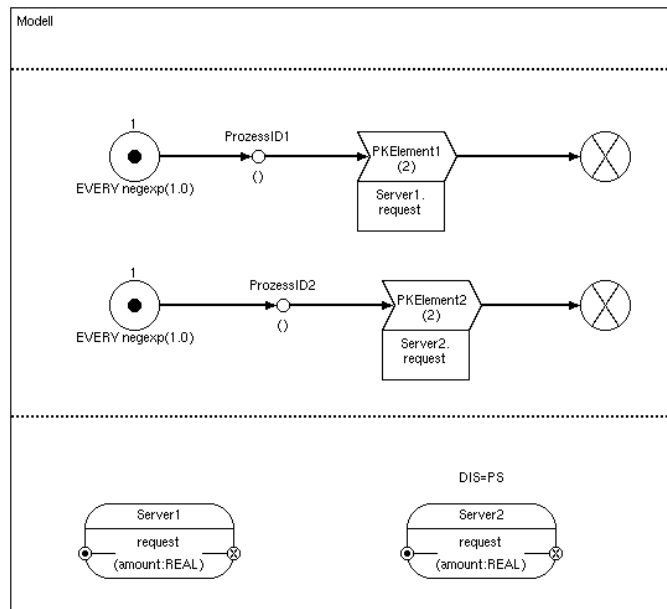 Modell
1
ProzessID1
PKElement1
(2)
()
EVERY negexp(1.0)
Server1.
request
1
ProzessID2
PKElement2
(2)
()
EVERY negexp(1.0)
Server2.
request
DIS=PS
Server1
request
(amount:REAL)
Server2
request
(amount:REAL)